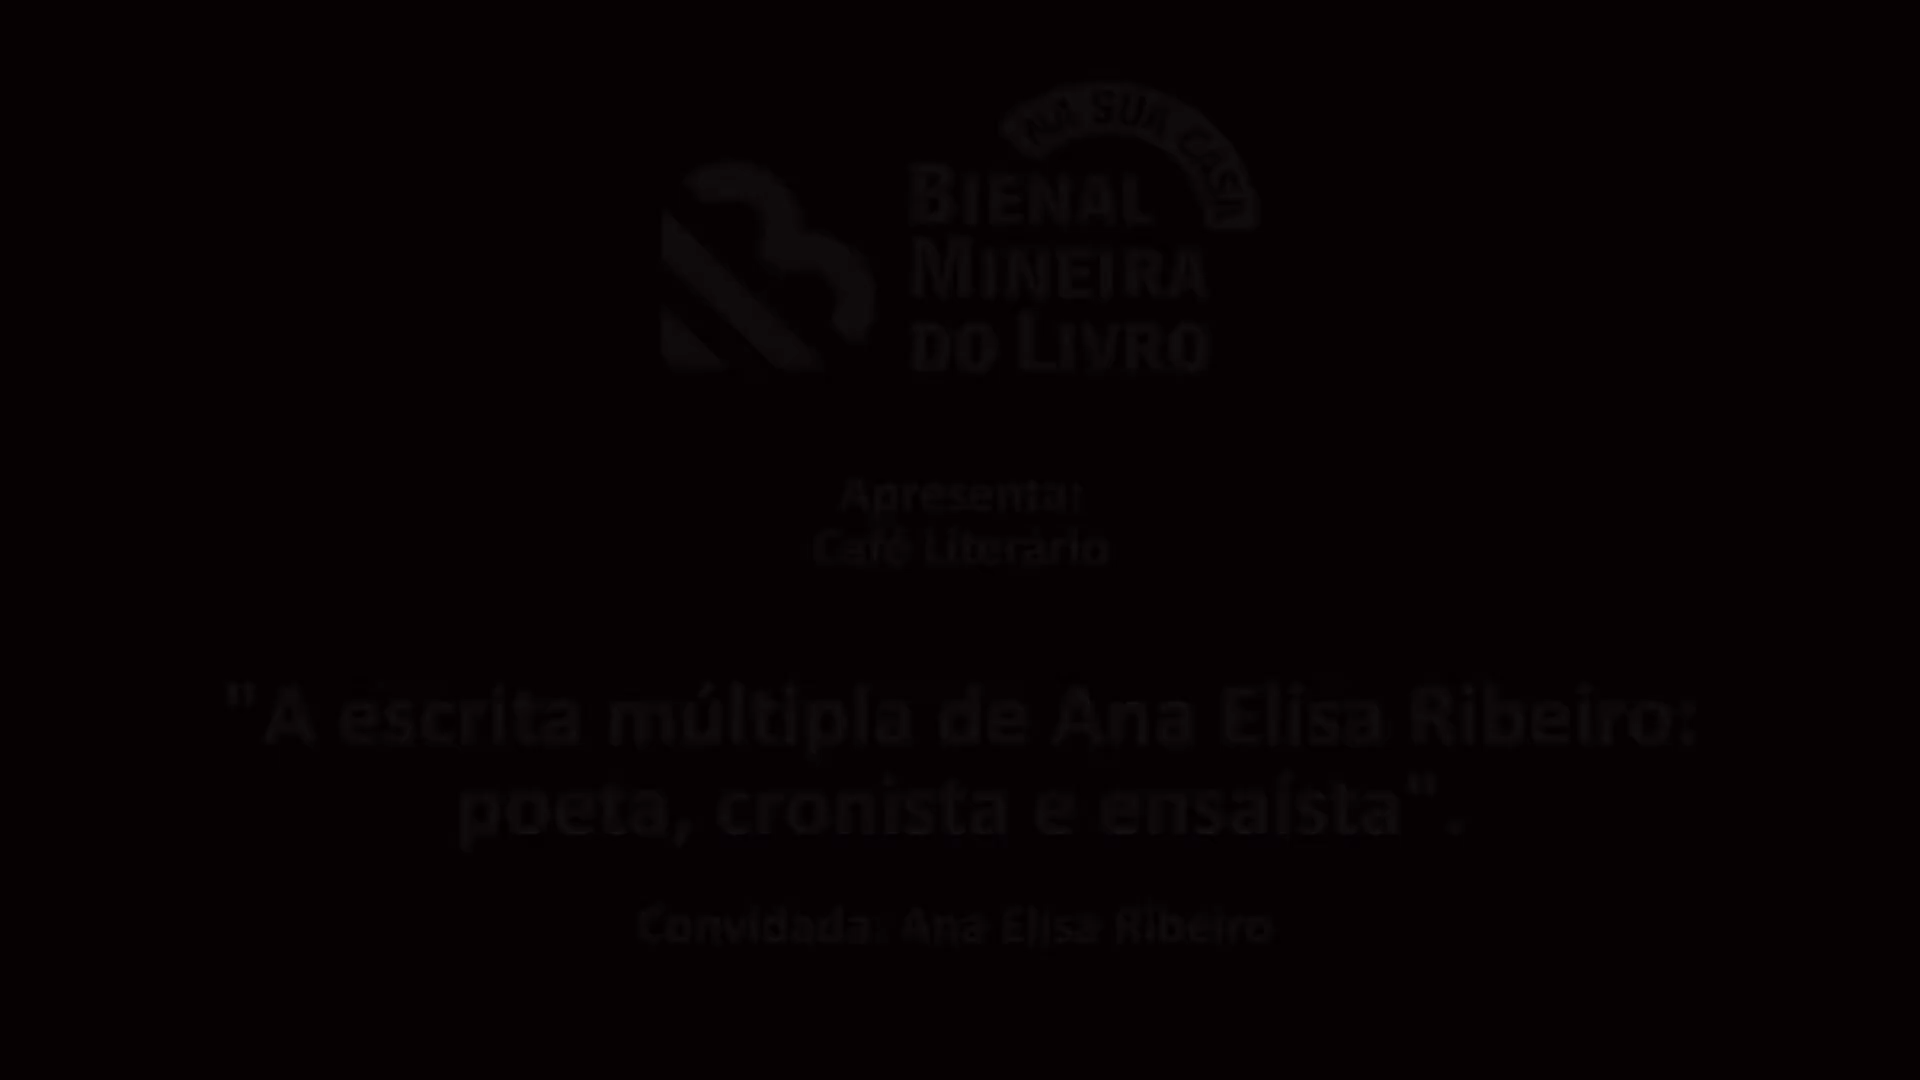 NA SUA CASA
BIENAL
MINEIRA
DO LIVRO
Apresenta:
Café Literário
"A escrita múltipla de Ana Elisa Ribeiro:
poeta, cronista e ensaísta".
Convidada: Ana Elisa Ribeiro